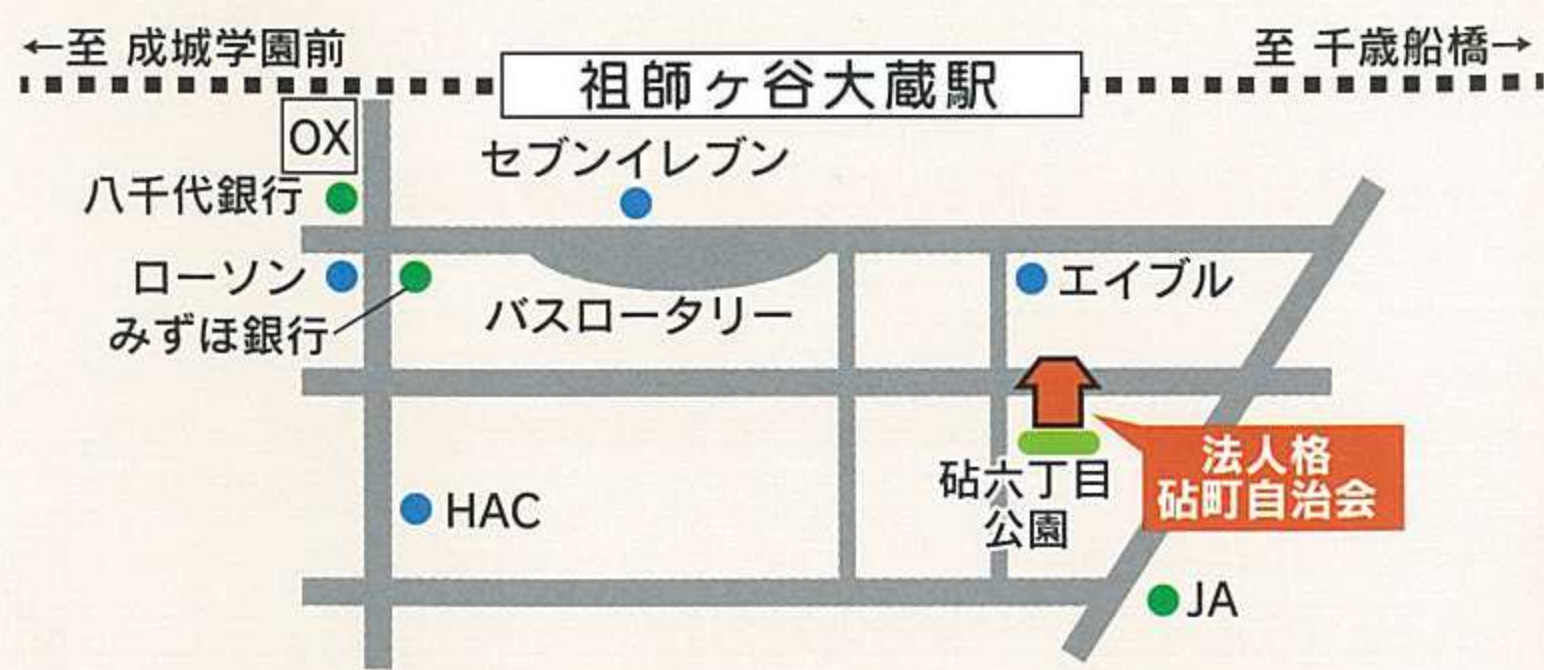 ←至 成城学園前
至 千歳船橋→
祖師ヶ谷大蔵駅
OX
セブンイレブン
八千代銀行
ローソン
エイブル
みずほ銀行
バスロータリー
法人格
砧町自治会
砧六丁目
公園
HAC
JA